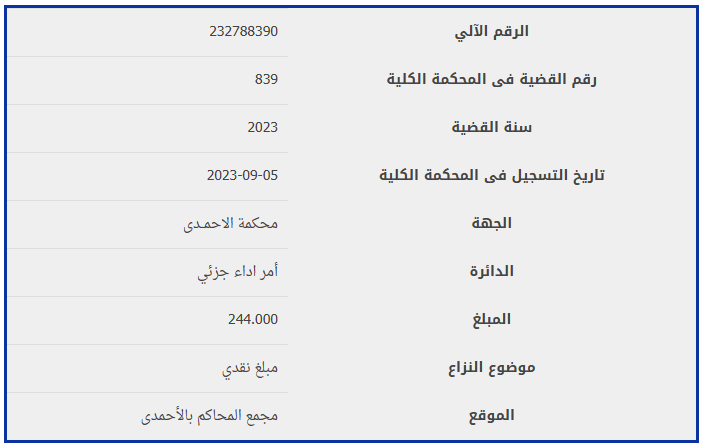 الرقم الآلي 232788390
رقم القضية فى المحكمة الكلية 839
سنة القضية 2023
تاريخ التسجيل فى المحكمة الكلية 2023-09-05
الجهة محكمة الاحمـدى
الدائرة أمر اداء جزئي
المبلغ 244.000
موضوع النزاع مبلغ نقدي
الموقع مجمع المحاكم بالأحمدى